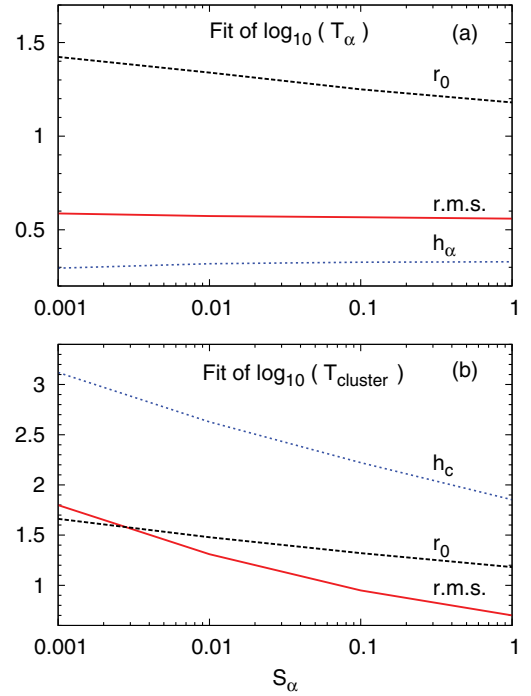 Fit of log10 ( Tα ) (a)
1.5
r0
1
r.m.s.
0.5
hα
0.001 0.01 0.1 1
Fit of log10 ( Tcluster ) (b)
3
2.5
hc
2
1.5
r0
1
r.m.s.
0.001 0.01 0.1 1
Sα